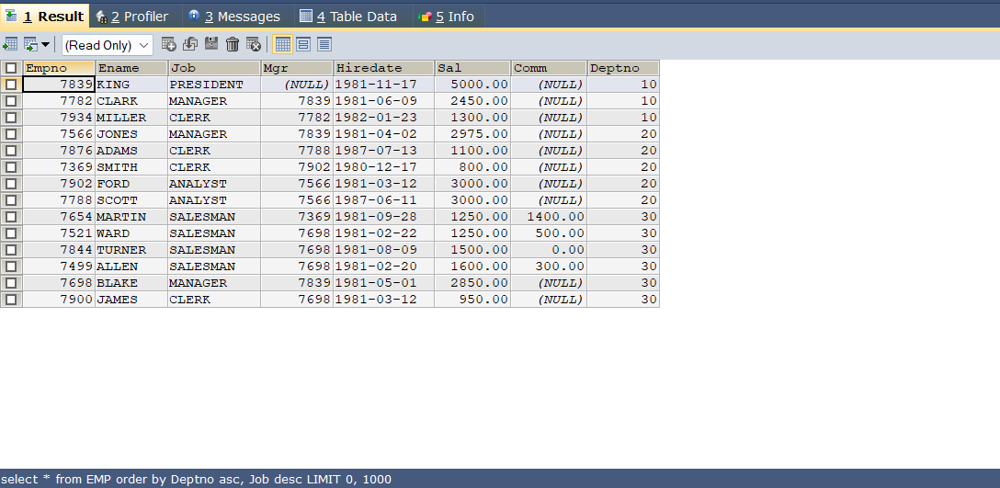 1 Result 2 Profiler 3 Messages 4 Table Data 5 Info
(Read Only)
Empno Ename Job Mgr Hiredate Sal Comm Deptno
7839 KING PRESIDENT (NULL) 1981-11-17 5000.00 (NULL) 10
7782 CLARK MANAGER 7839 1981-06-09 2450.00 (NULL) 10
7934 MILLER CLERK 7782 1982-01-23 1300.00 (NULL) 10
7566 JONES MANAGER 7839 1981-04-02 2975.00 (NULL) 20
7876 ADAMS CLERK 7788 1987-07-13 1100.00 (NULL) 20
7369 SMITH CLERK 7902 1980-12-17 800.00 (NULL) 20
7902 FORD ANALYST 7566 1981-03-12 3000.00 (NULL) 20
7788 SCOTT ANALYST 7566 1987-06-11 3000.00 (NULL) 20
7654 MARTIN SALESMAN 7369 1981-09-28 1250.00 1400.00 30
7521 WARD SALESMAN 7698 1981-02-22 1250.00 500.00 30
7844 TURNER SALESMAN 7698 1981-08-09 1500.00 0.00 30
7499 ALLEN SALESMAN 7698 1981-02-20 1600.00 300.00 30
7698 BLAKE MANAGER 7839 1981-05-01 2850.00 (NULL) 30
7900 JAMES CLERK 7698 1981-03-12 950.00 (NULL) 30
select * from EMP order by Deptno asc, Job desc LIMIT 0, 1000